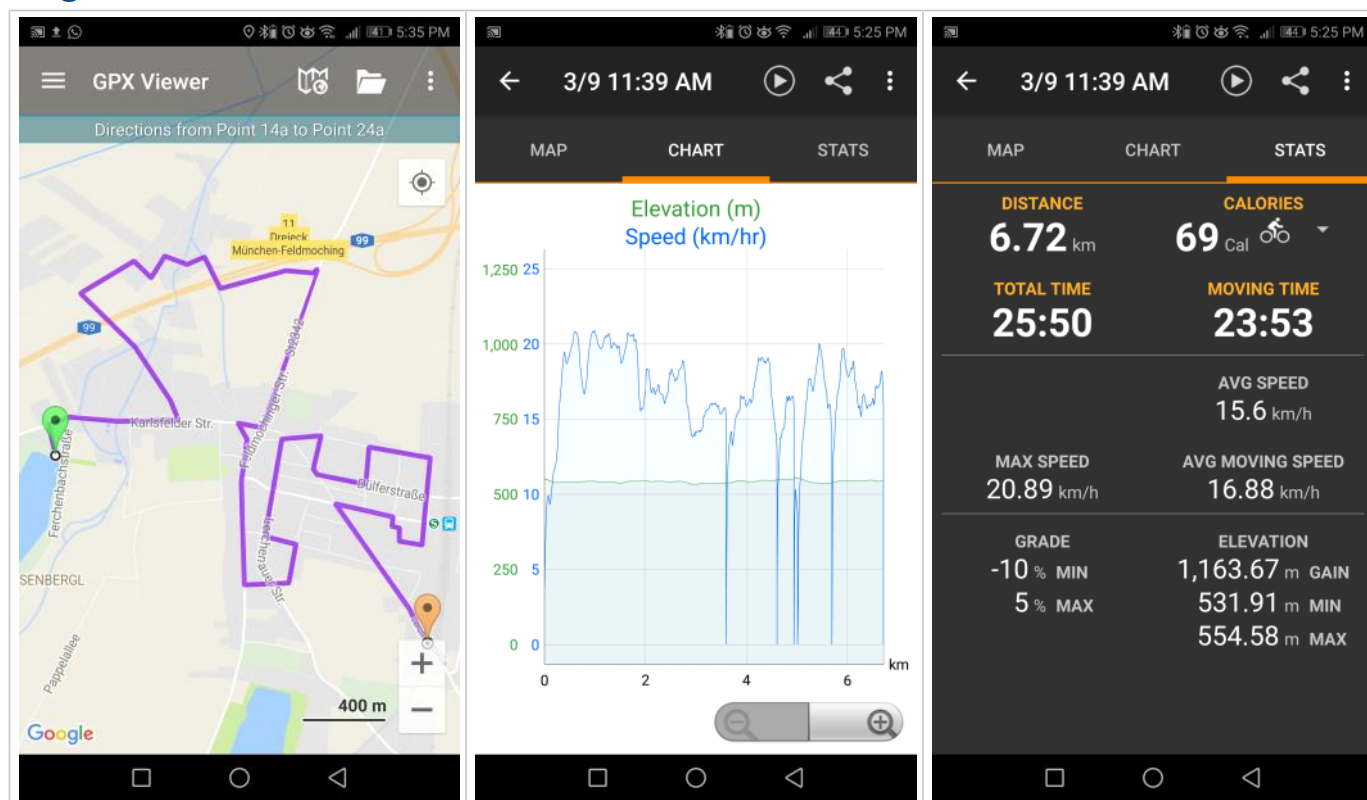 5:35 PM
GPX Viewer
Directions from Point 14a to Point 24a
11
Dreieck
München-Feldmoching
99
99
St2342
Feldmochinger Str.
Karlsfelder Str.
Ferchenbachstraße
Dülferstraße
S
Lerchenauer Str.
SENBERGL
Pappelallee
+
400 m
−
Google
44 5:25 PM
3/9 11:39 AM
MAP CHART STATS
Elevation (m)
Speed (km/hr)
1,250 25
1,000 20
750 15
500 10
250 5
0 0
km
0 2 4 6
44 5:25 PM
3/9 11:39 AM
MAP CHART STATS
DISTANCE CALORIES
6.72 km 69 Cal
TOTAL TIME MOVING TIME
25:50 23:53
AVG SPEED
15.6 km/h
MAX SPEED AVG MOVING SPEED
20.89 km/h 16.88 km/h
GRADE ELEVATION
-10 % MIN 1,163.67 m GAIN
5 % MAX 531.91 m MIN
554.58 m MAX